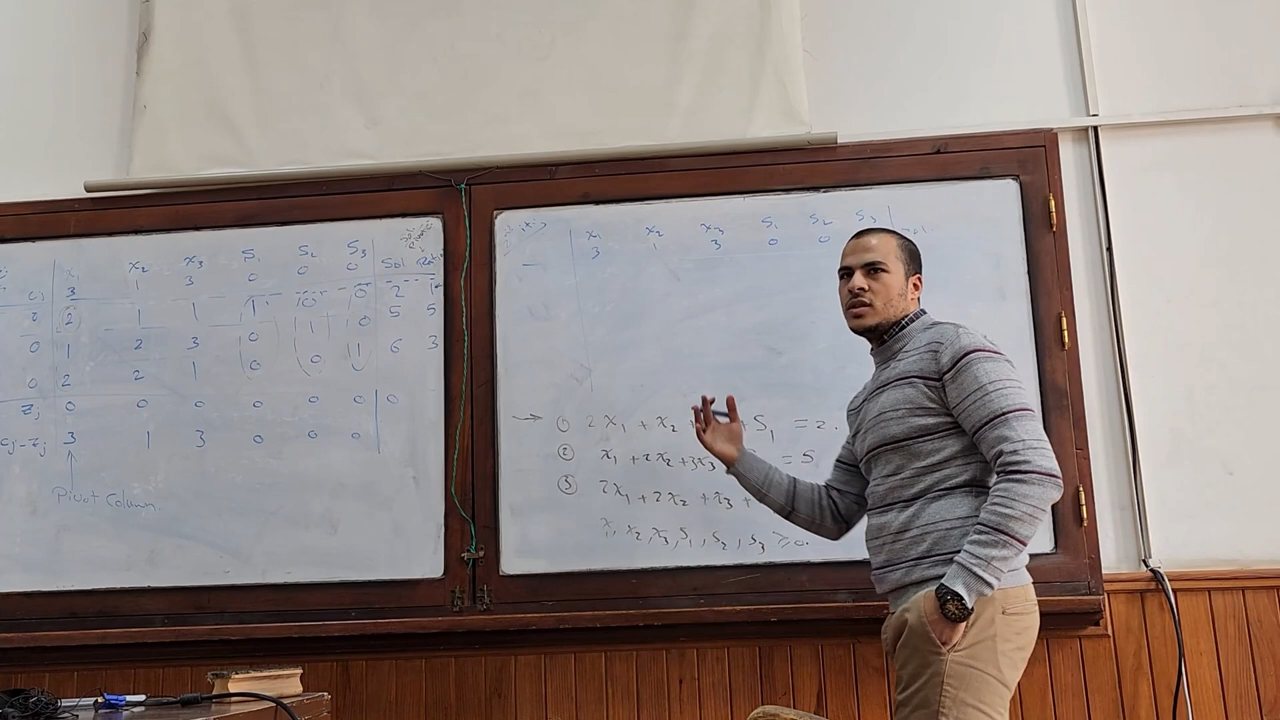 x₁ x₂ x₃ S₁ S₂ S₃ Sol
Cj 3 1 3 0 0 0
2 1 1 1 0 0 2
0 1 2 3 0 1 0 5 5
0 2 2 1 0 0 1 6 3
Zj 0 0 0 0 0 0 0
Cj-Zj 3 1 3 0 0 0
Pivot Column.
x₁ x₂ x₃ S₁ S₂ S₃
3 1 3 0 0
3
→ ① 2x₁ + x₂ + + S₁ = 2.
② x₁ + 2x₂ + 3x₃ = 5
③ 2x₁ + 2x₂ + x₃ +
x₁, x₂, x₃, S₁, S₂, S₃ ≥ 0.